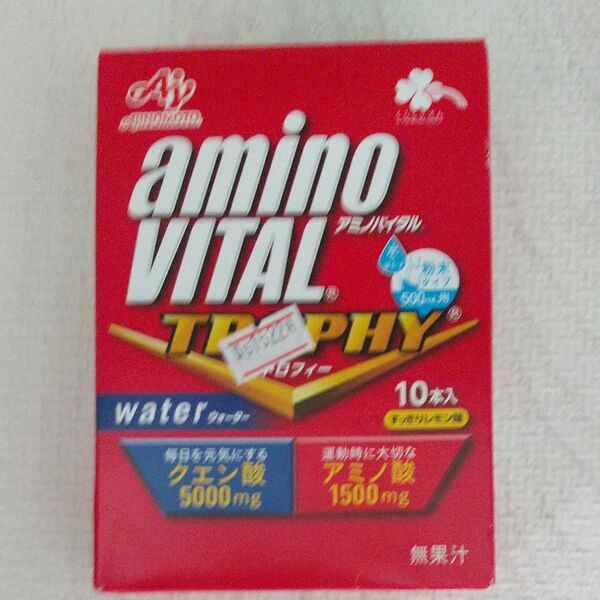 AJINOMOTO
amino
VITAL®
アミノバイタル
水
粉末
タイプ
500mL用
TROPHY®
トロフィー
water ウォーター
10本入
すっきりレモン味
毎日を元気にする
クエン酸
5000mg
運動時に大切な
アミノ酸
1500mg
無果汁